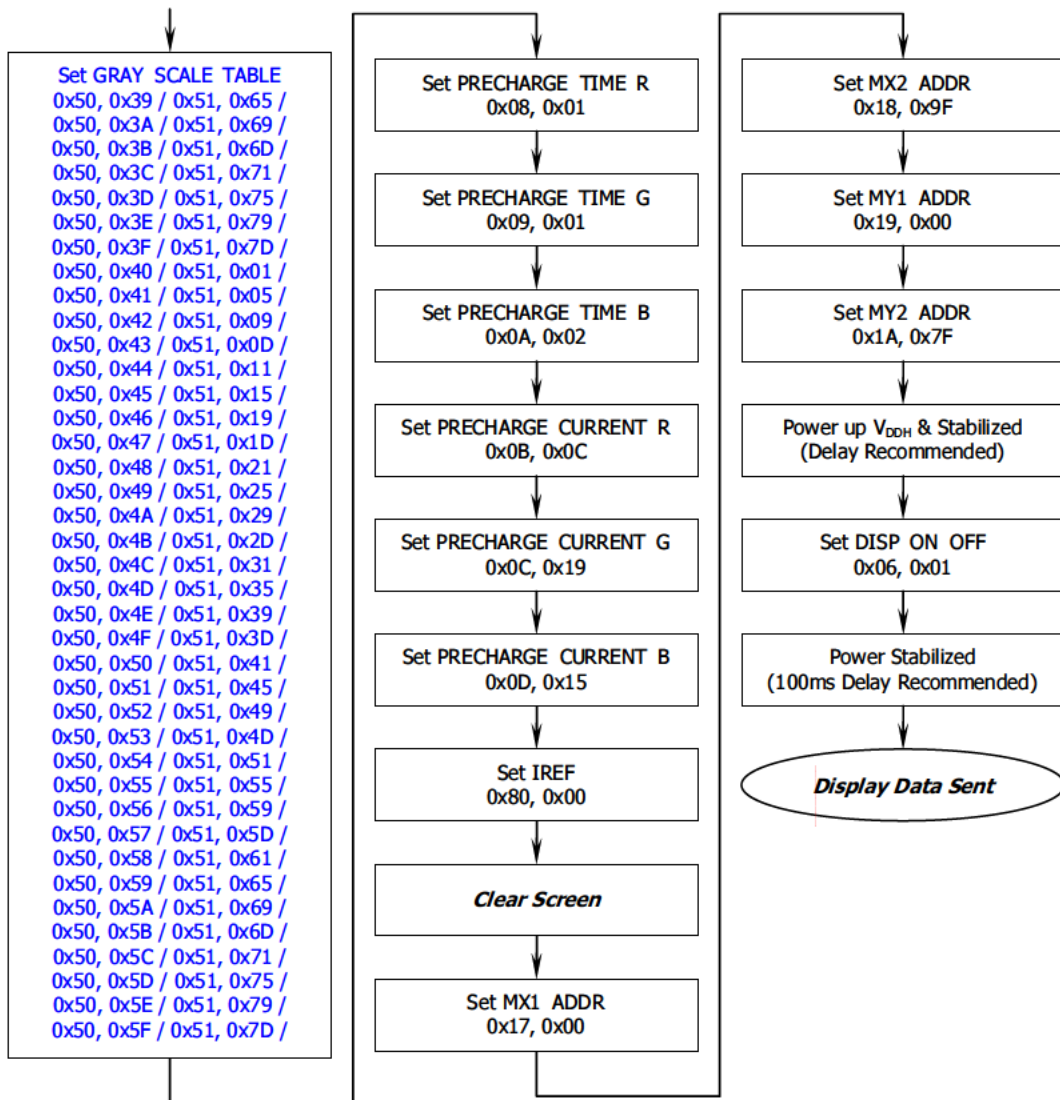 Set GRAY SCALE TABLE
0x50, 0x39 / 0x51, 0x65 /
0x50, 0x3A / 0x51, 0x69 /
0x50, 0x3B / 0x51, 0x6D /
0x50, 0x3C / 0x51, 0x71 /
0x50, 0x3D / 0x51, 0x75 /
0x50, 0x3E / 0x51, 0x79 /
0x50, 0x3F / 0x51, 0x7D /
0x50, 0x40 / 0x51, 0x01 /
0x50, 0x41 / 0x51, 0x05 /
0x50, 0x42 / 0x51, 0x09 /
0x50, 0x43 / 0x51, 0x0D /
0x50, 0x44 / 0x51, 0x11 /
0x50, 0x45 / 0x51, 0x15 /
0x50, 0x46 / 0x51, 0x19 /
0x50, 0x47 / 0x51, 0x1D /
0x50, 0x48 / 0x51, 0x21 /
0x50, 0x49 / 0x51, 0x25 /
0x50, 0x4A / 0x51, 0x29 /
0x50, 0x4B / 0x51, 0x2D /
0x50, 0x4C / 0x51, 0x31 /
0x50, 0x4D / 0x51, 0x35 /
0x50, 0x4E / 0x51, 0x39 /
0x50, 0x4F / 0x51, 0x3D /
0x50, 0x50 / 0x51, 0x41 /
0x50, 0x51 / 0x51, 0x45 /
0x50, 0x52 / 0x51, 0x49 /
0x50, 0x53 / 0x51, 0x4D /
0x50, 0x54 / 0x51, 0x51 /
0x50, 0x55 / 0x51, 0x55 /
0x50, 0x56 / 0x51, 0x59 /
0x50, 0x57 / 0x51, 0x5D /
0x50, 0x58 / 0x51, 0x61 /
0x50, 0x59 / 0x51, 0x65 /
0x50, 0x5A / 0x51, 0x69 /
0x50, 0x5B / 0x51, 0x6D /
0x50, 0x5C / 0x51, 0x71 /
0x50, 0x5D / 0x51, 0x75 /
0x50, 0x5E / 0x51, 0x79 /
0x50, 0x5F / 0x51, 0x7D /
Set PRECHARGE TIME R
0x08, 0x01
Set PRECHARGE TIME G
0x09, 0x01
Set PRECHARGE TIME B
0x0A, 0x02
Set PRECHARGE CURRENT R
0x0B, 0x0C
Set PRECHARGE CURRENT G
0x0C, 0x19
Set PRECHARGE CURRENT B
0x0D, 0x15
Set IREF
0x80, 0x00
Clear Screen
Set MX1 ADDR
0x17, 0x00
Set MX2 ADDR
0x18, 0x9F
Set MY1 ADDR
0x19, 0x00
Set MY2 ADDR
0x1A, 0x7F
Power up VDDH & Stabilized
(Delay Recommended)
Set DISP ON OFF
0x06, 0x01
Power Stabilized
(100ms Delay Recommended)
Display Data Sent